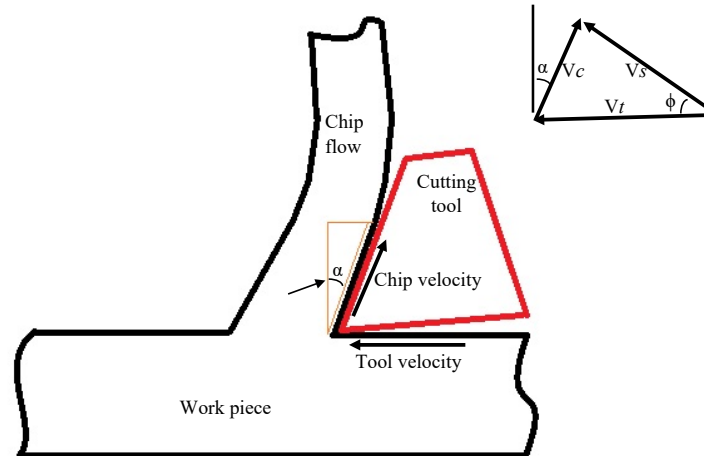 α
Vc
Vs
Vt
ϕ
Chip
flow
Cutting
tool
α
Chip velocity
Tool velocity
Work piece